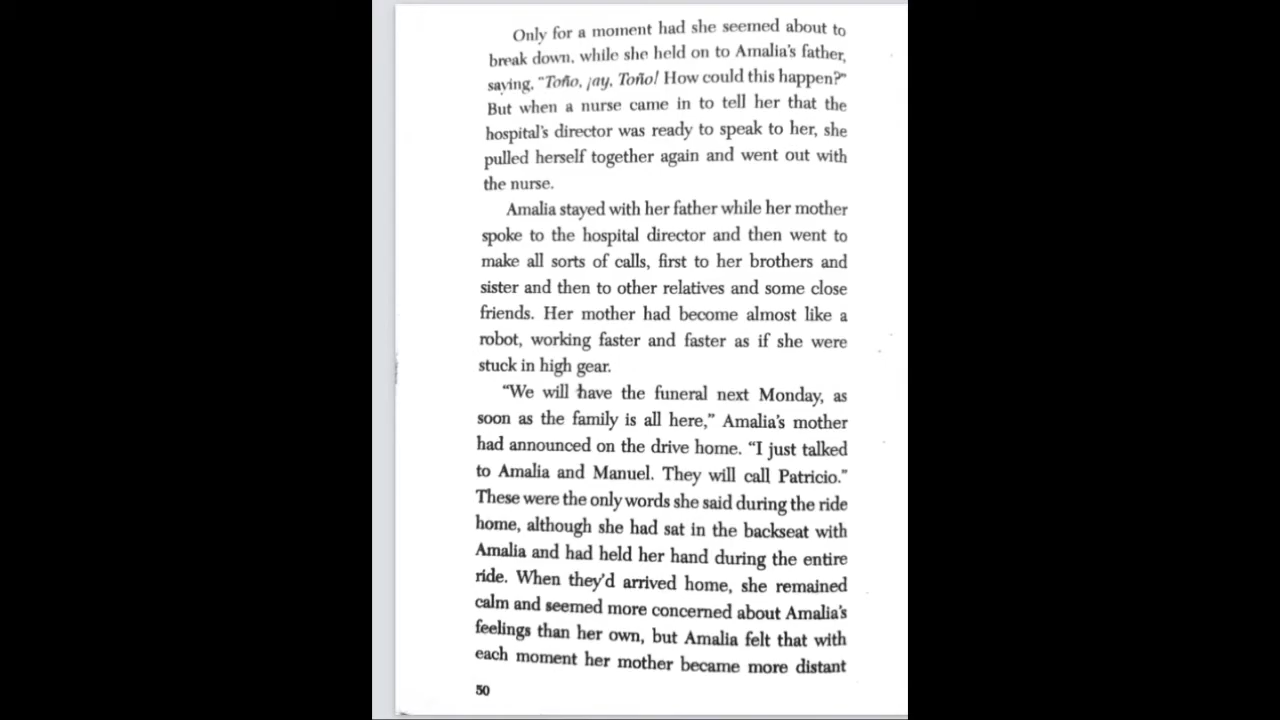 Only for a moment had she seemed about to
break down, while she held on to Amalia's father,
saying, "Toño, ¡ay, Toño! How could this happen?"
But when a nurse came in to tell her that the
hospital's director was ready to speak to her, she
pulled herself together again and went out with
the nurse.
Amalia stayed with her father while her mother
spoke to the hospital director and then went to
make all sorts of calls, first to her brothers and
sister and then to other relatives and some close
friends. Her mother had become almost like a
robot, working faster and faster as if she were
stuck in high gear.
"We will have the funeral next Monday, as
soon as the family is all here," Amalia's mother
had announced on the drive home. "I just talked
to Amalia and Manuel. They will call Patricio."
These were the only words she said during the ride
home, although she had sat in the backseat with
Amalia and had held her hand during the entire
ride. When they'd arrived home, she remained
calm and seemed more concerned about Amalia's
feelings than her own, but Amalia felt that with
each moment her mother became more distant
50